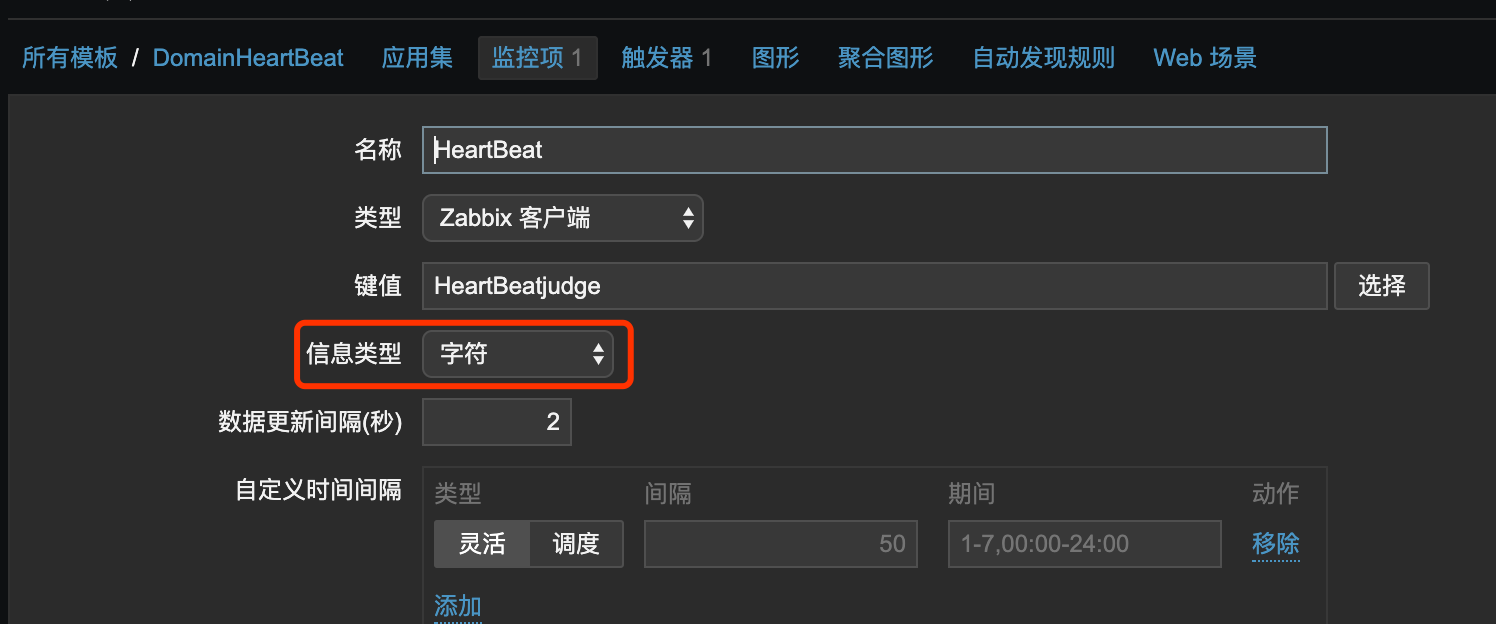 所有模板 / DomainHeartBeat 应用集 监控项 1 触发器 1 图形 聚合图形 自动发现规则 Web 场景
名称 HeartBeat
类型 Zabbix 客户端
键值 HeartBeatjudge 选择
信息类型 字符
数据更新间隔(秒) 2
自定义时间间隔 类型 间隔 期间 动作
灵活 调度 50 1-7,00:00-24:00 移除
添加